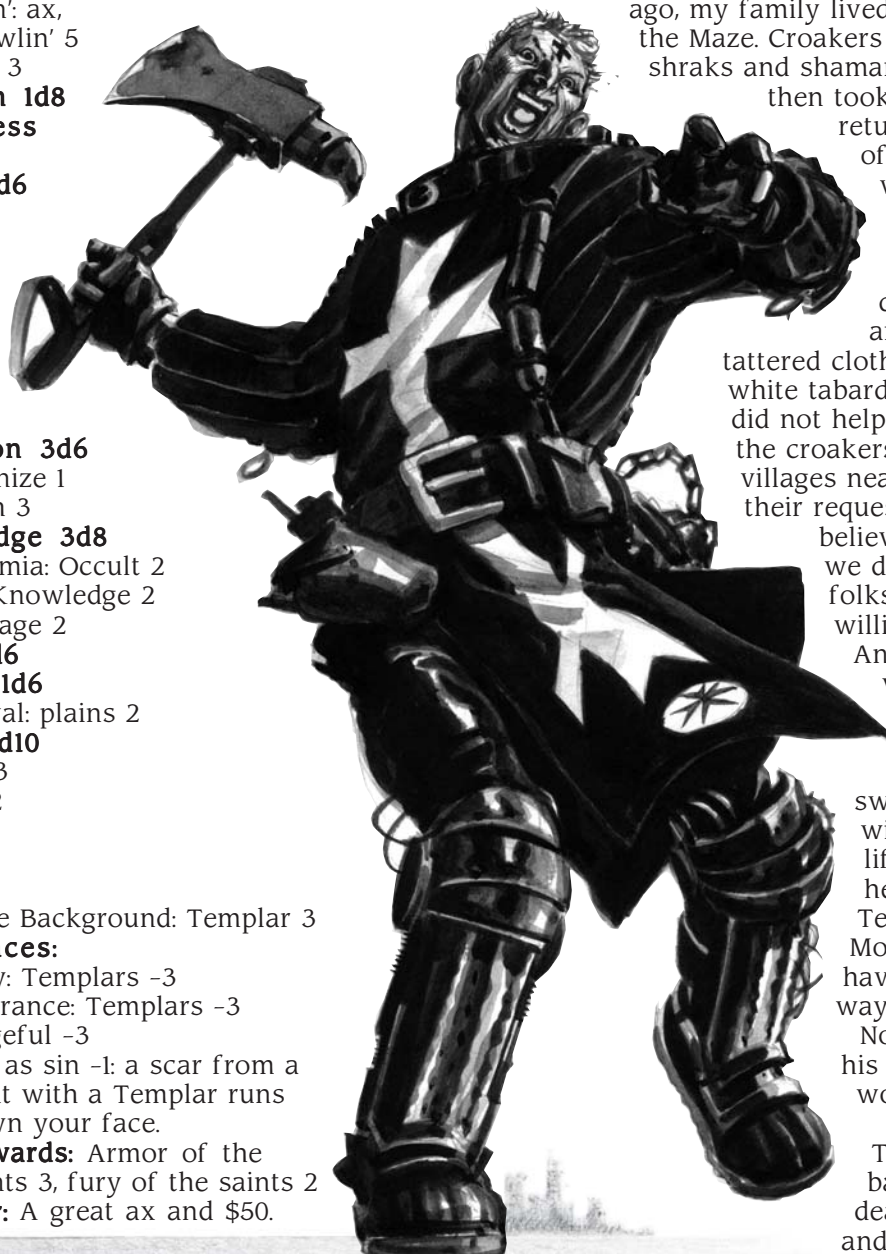 n': ax,
wlin' 5
3
n 1d8
ess
d6
on 3d6
nize 1
n 3
dge 3d8
mia: Occult 2
Knowledge 2
age 2
d6
1d6
val: plains 2
d10
3
2
e Background: Templar 3
ces:
y: Templars -3
rance: Templars -3
geful -3
as sin -1: a scar from a
t with a Templar runs
wn your face.
wards: Armor of the
nts 3, fury of the saints 2
r: A great ax and $50.
ago, my family lived
the Maze. Croakers
shraks and shaman
then took
retu
of
w
c
a
tattered cloth
white tabard
did not help
the croakers
villages nea
their reque
believ
we d
folks
willi
An
v
sw
wi
lif
he
Te
Mo
hav
way
No
his
wo
T
ba
dea
and